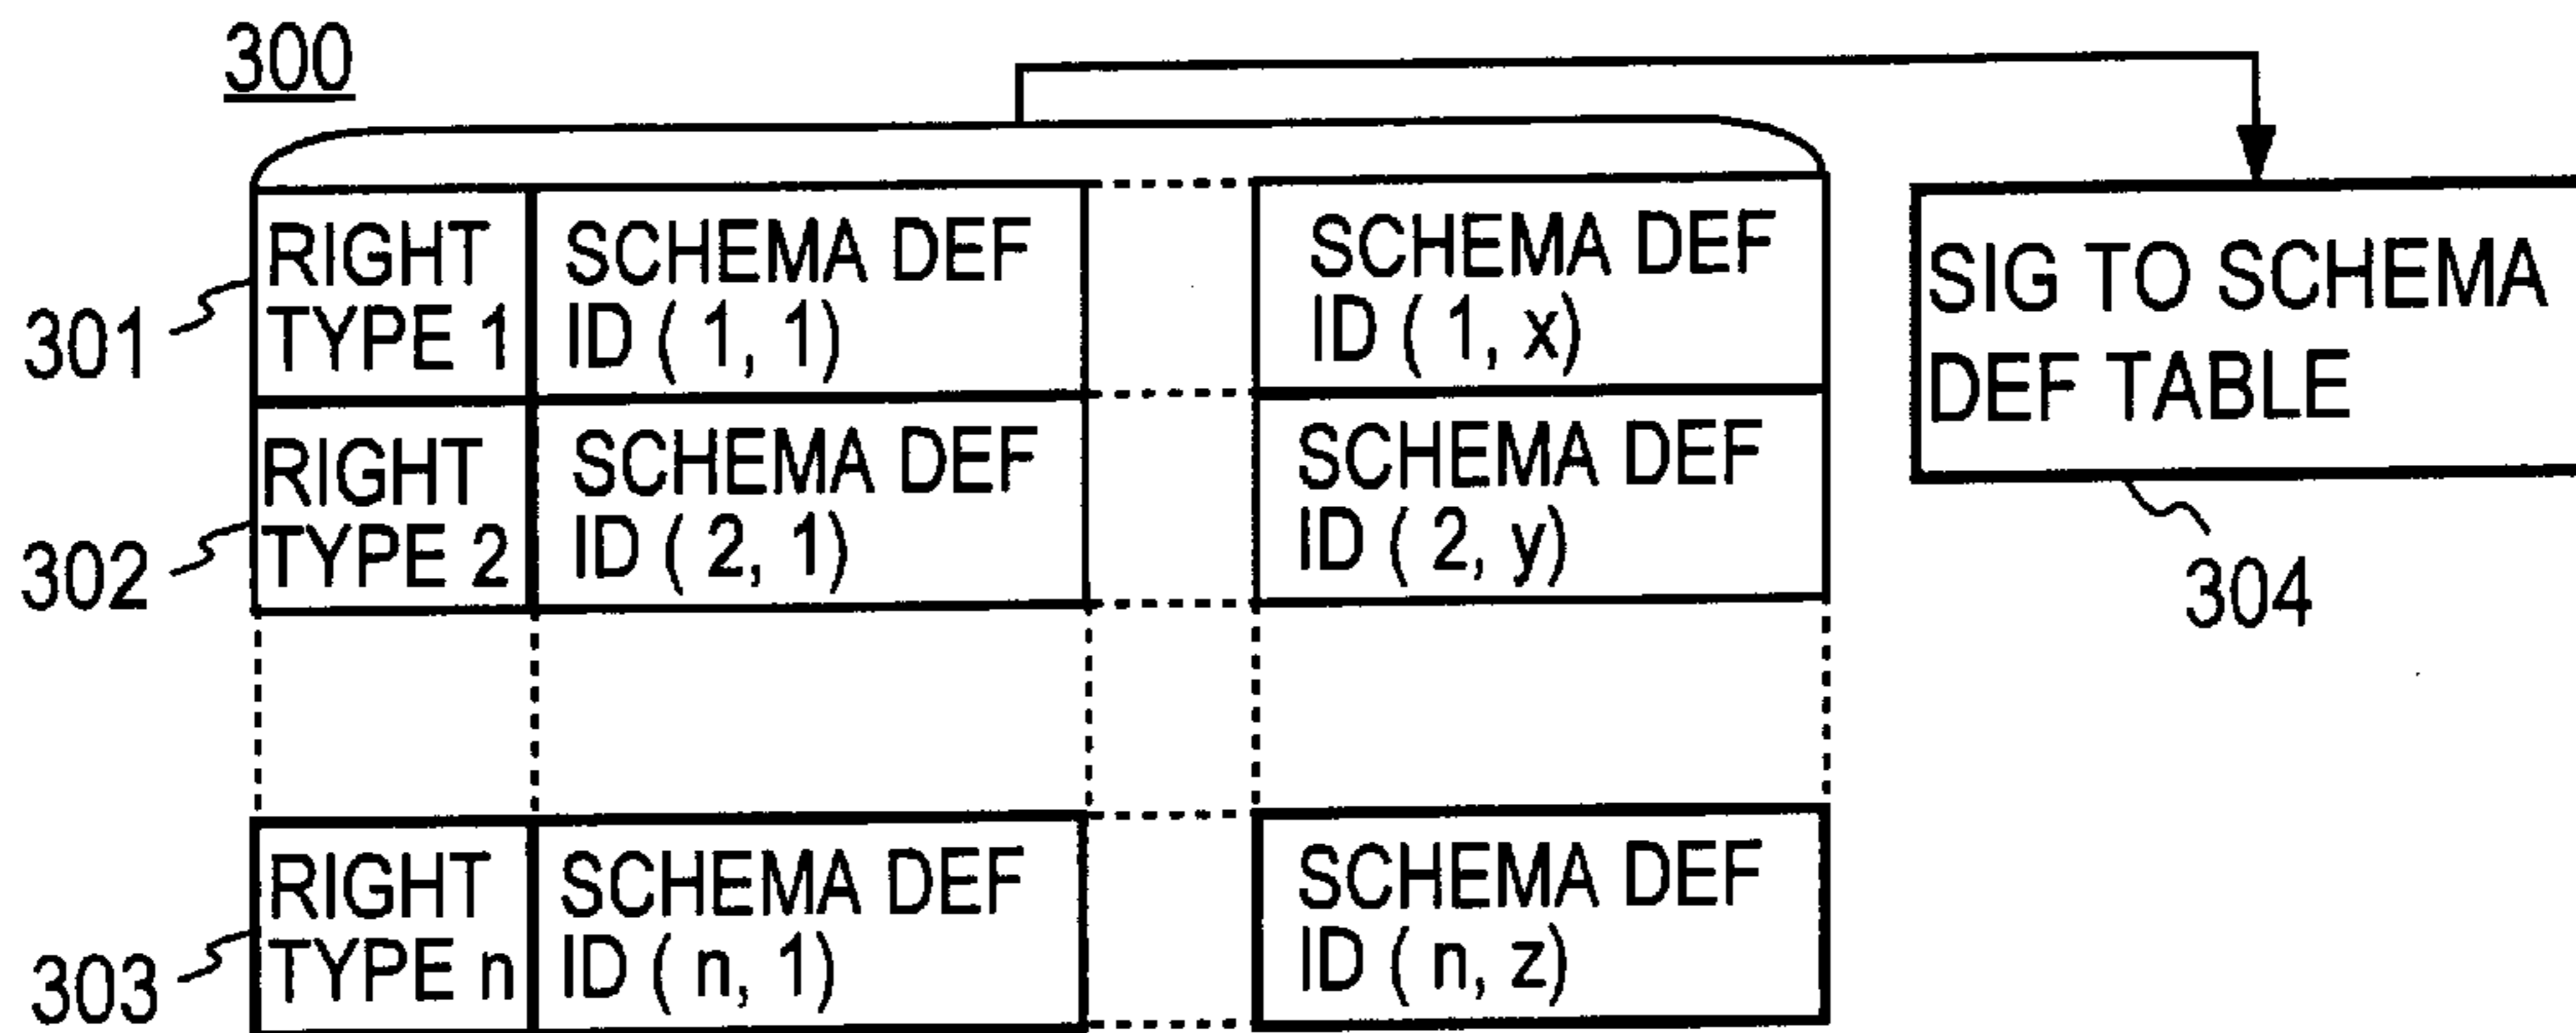 300
RIGHT
TYPE 1
SCHEMA DEF
ID ( 1, 1)
SCHEMA DEF
ID ( 1, x)
SIG TO SCHEMA
DEF TABLE
301
RIGHT
TYPE 2
SCHEMA DEF
ID ( 2, 1)
SCHEMA DEF
ID ( 2, y)
302
304
RIGHT
TYPE n
SCHEMA DEF
ID ( n, 1)
SCHEMA DEF
ID ( n, z)
303